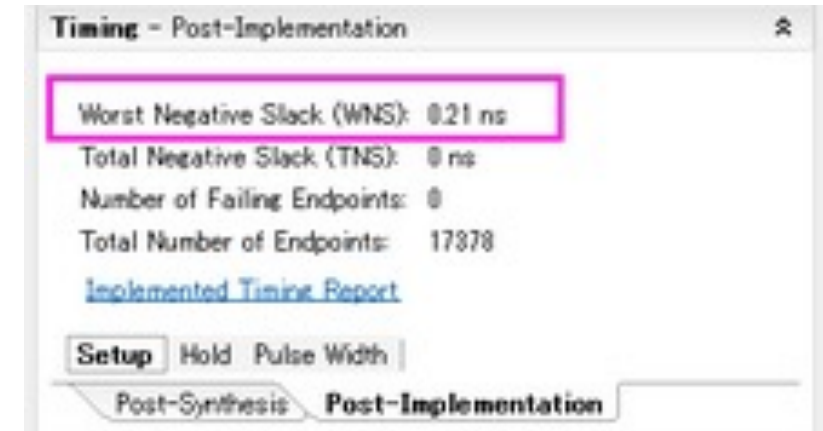 Timing - Post-Implementation
Worst Negative Slack (WNS): 0.21 ns
Total Negative Slack (TNS): 0 ns
Number of Failing Endpoints: 0
Total Number of Endpoints: 17378
Implemented Timing Report
Setup Hold Pulse Width
Post-Synthesis Post-Implementation